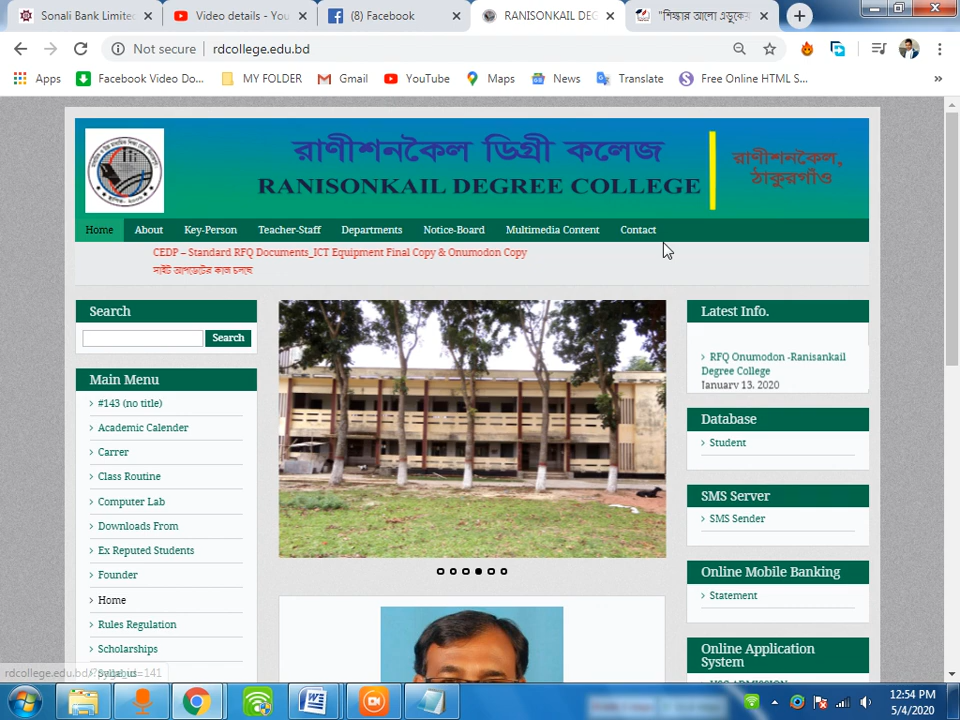 Sonali Bank Limite
Video details - You
(8) Facebook
RANISONKAIL DEG
"শিক্ষার আলো এডুকে
Not secure
rdcollege.edu.bd
Apps
Facebook Video Do...
MY FOLDER
Gmail
YouTube
Maps
News
Translate
Free Online HTML S...
»
রাণীশনকৈল ডিগ্রী কলেজ
RANISONKAIL DEGREE COLLEGE
রাণীশনকৈল,
ঠাকুরগাঁও
Home
About
Key-Person
Teacher-Staff
Departments
Notice-Board
Multimedia Content
Contact
CEDP – Standard RFQ Documents_ICT Equipment Final Copy & Onumodon Copy
সাইট আপডেটের কাজ চলছে
Search
Search
Main Menu
#143 (no title)
Academic Calender
Carrer
Class Routine
Computer Lab
Downloads From
Ex Reputed Students
Founder
Home
Rules Regulation
Scholarships
Latest Info.
RFQ Onumodon -Ranisankail
Degree College
January 13, 2020
Database
Student
SMS Server
SMS Sender
Online Mobile Banking
Statement
Online Application
System
12:54 PM
5/4/2020